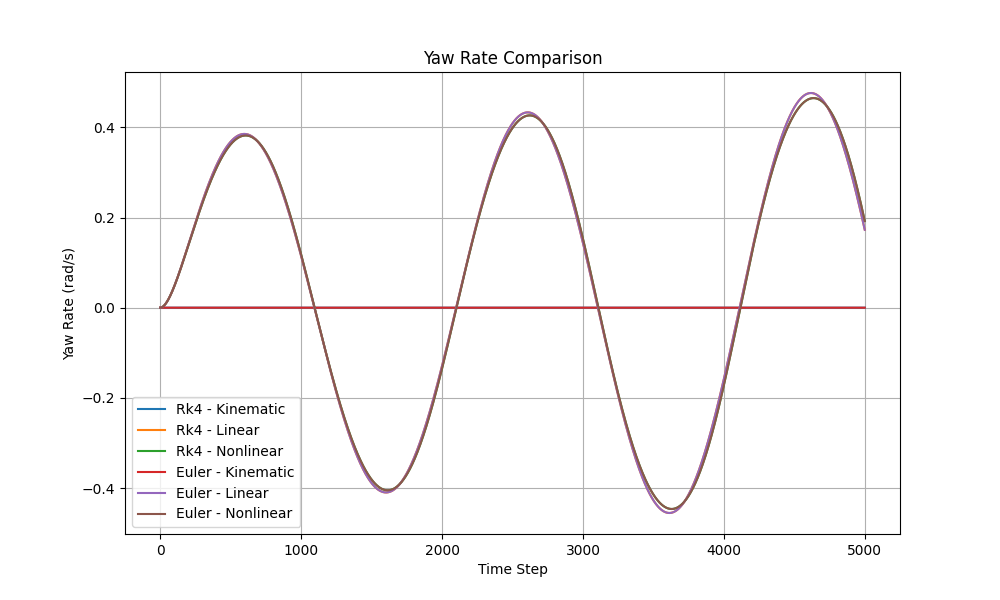 Yaw Rate Comparison
Yaw Rate (rad/s)
0.4
0.2
0.0
−0.2
−0.4
Rk4 - Kinematic
Rk4 - Linear
Rk4 - Nonlinear
Euler - Kinematic
Euler - Linear
Euler - Nonlinear
0 1000 2000 3000 4000 5000
Time Step